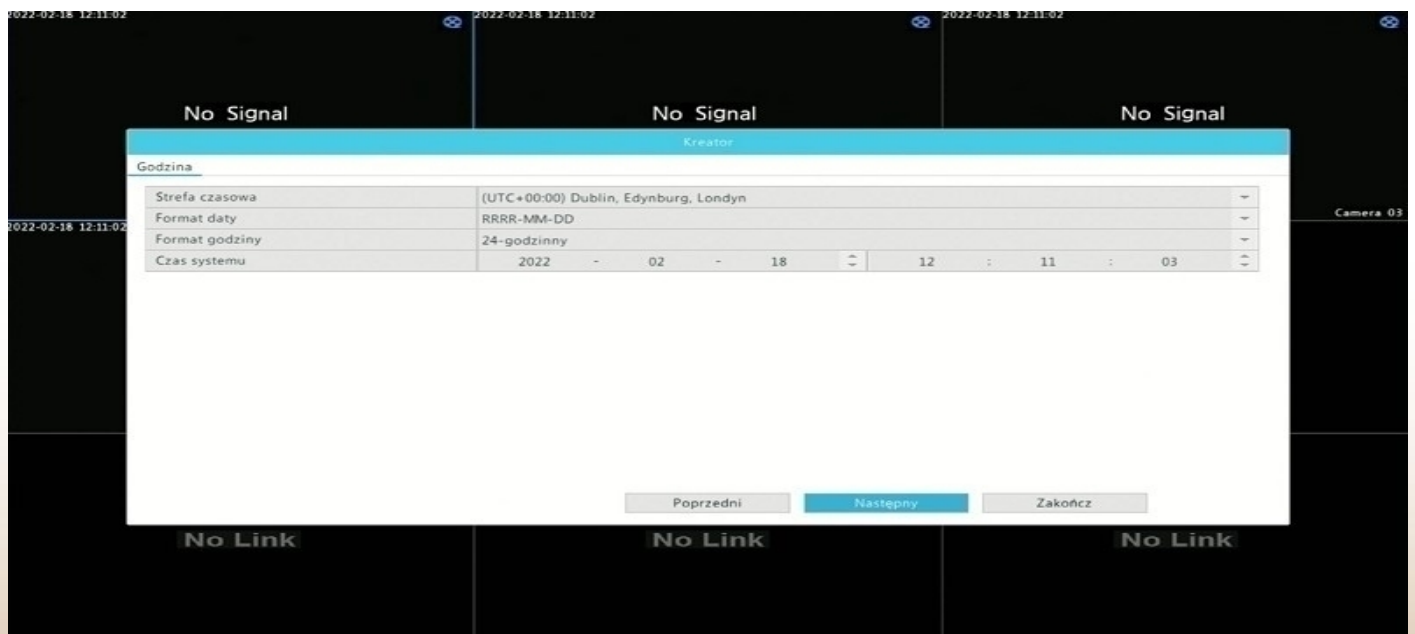 2022-02-18 12:11:02
2022-02-18 12:11:02
2022-02-18 12:11:02
No Signal
No Signal
No Signal
Kreator
Godzina
Strefa czasowa (UTC+00:00) Dublin, Edynburg, Londyn
Format daty RRRR-MM-DD
Format godziny 24-godzinny
Czas systemu 2022 - 02 - 18 12 : 11 : 03
Camera 03
2022-02-18 12:11:02
Poprzedni Następny Zakończ
No Link
No Link
No Link